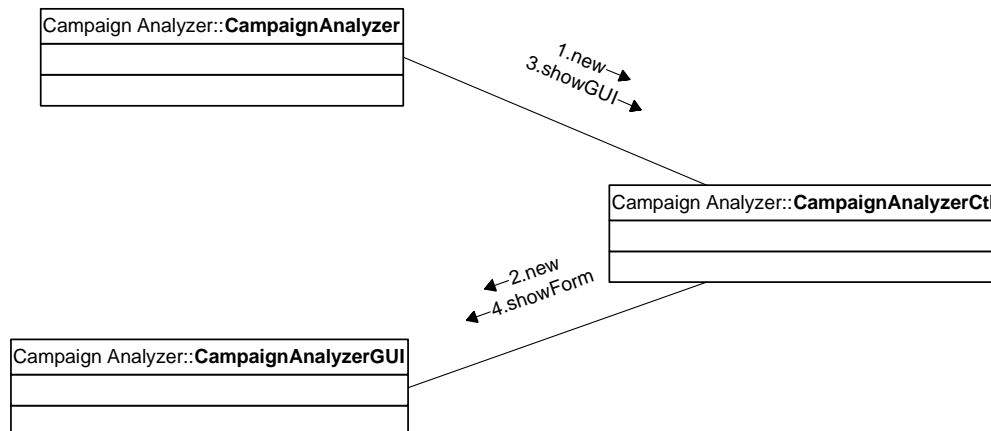 Campaign Analyzer::CampaignAnalyzer
1.new
3.showGUI
Campaign Analyzer::CampaignAnalyzerCtl
2.new
4.showForm
Campaign Analyzer::CampaignAnalyzerGUI